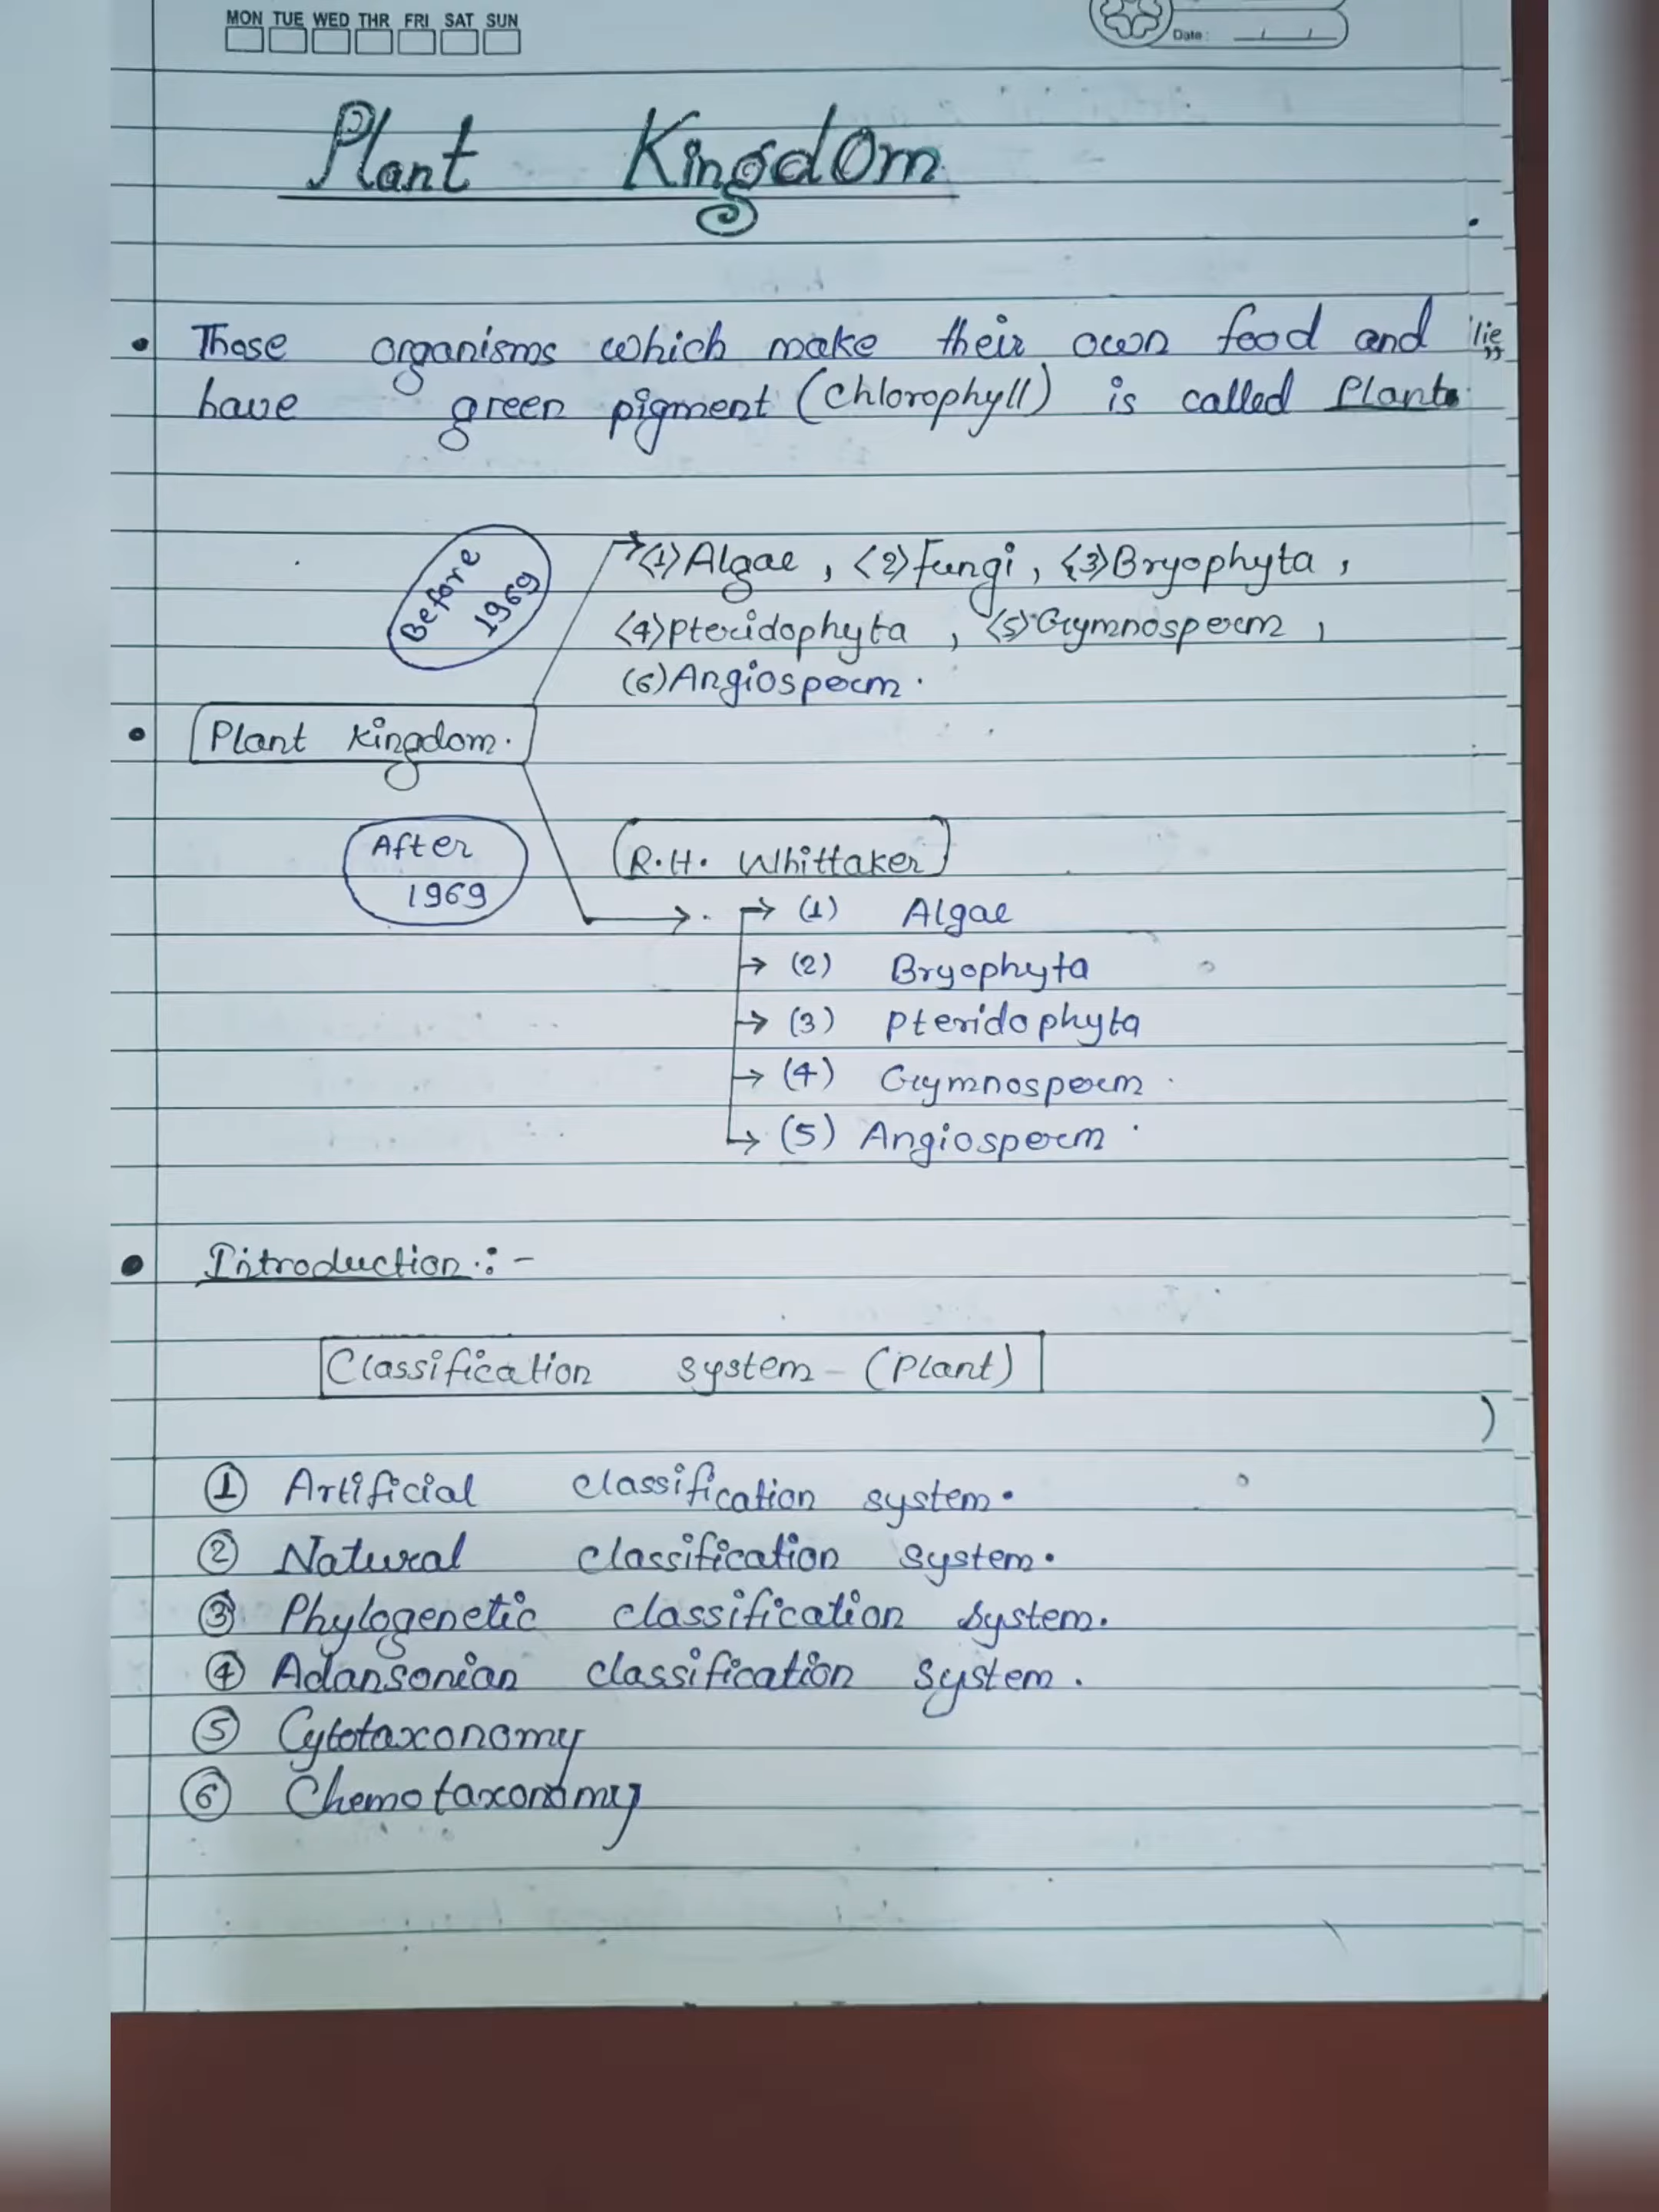 MON TUE WED THR FRI SAT SUN
Date :
Plant Kingdom
• Those organisms which make their own food and
have green pigment (Chlorophyll) is called Plants.
Before 1969
<1> Algae , <2> fungi , <3> Bryophyta ,
<4> pteridophyta , <5> Gymnosperm ,
(6) Angiosperm .
• Plant kingdom .
After 1969
R.H. Whittaker
→ (1) Algae
→ (2) Bryophyta
→ (3) pteridophyta
→ (4) Gymnosperm .
→ (5) Angiosperm .
• Introduction : -
Classification system - (Plant)
① Artificial classification system .
② Natural classification system .
③ Phylogenetic classification system .
④ Adansonian classification system .
⑤ Cytotaxonomy
⑥ Chemotaxonomy